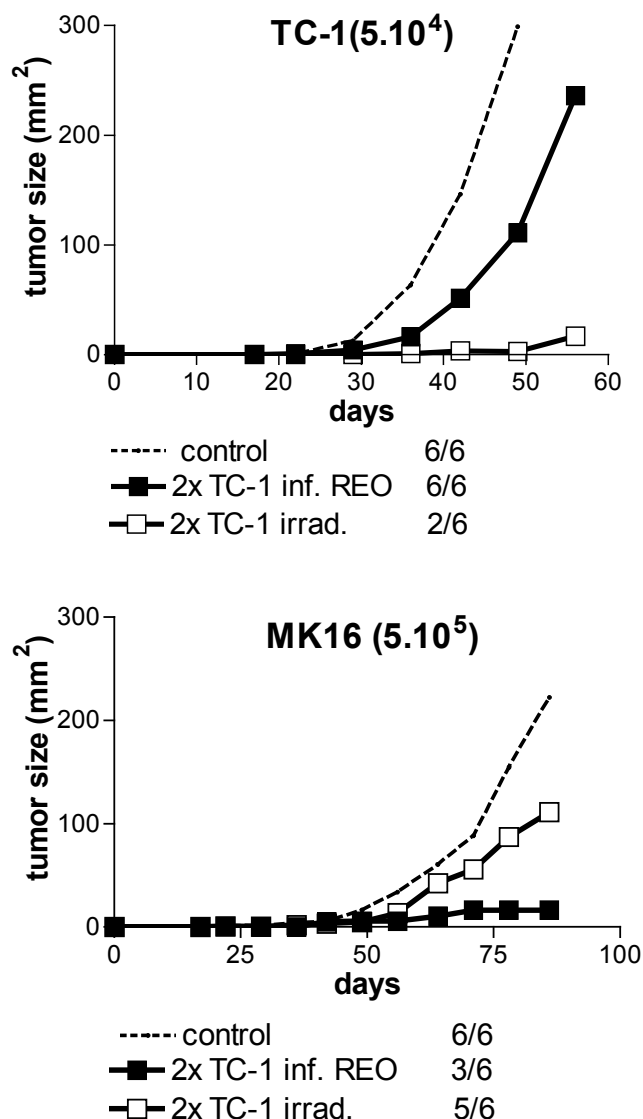 TC-1(5.10⁴)
tumor size (mm²)
300
200
100
0
0 10 20 30 40 50 60
days
control 6/6
2x TC-1 inf. REO 6/6
2x TC-1 irrad. 2/6
MK16 (5.10⁵)
tumor size (mm²)
300
200
100
0
0 25 50 75 100
days
control 6/6
2x TC-1 inf. REO 3/6
2x TC-1 irrad. 5/6